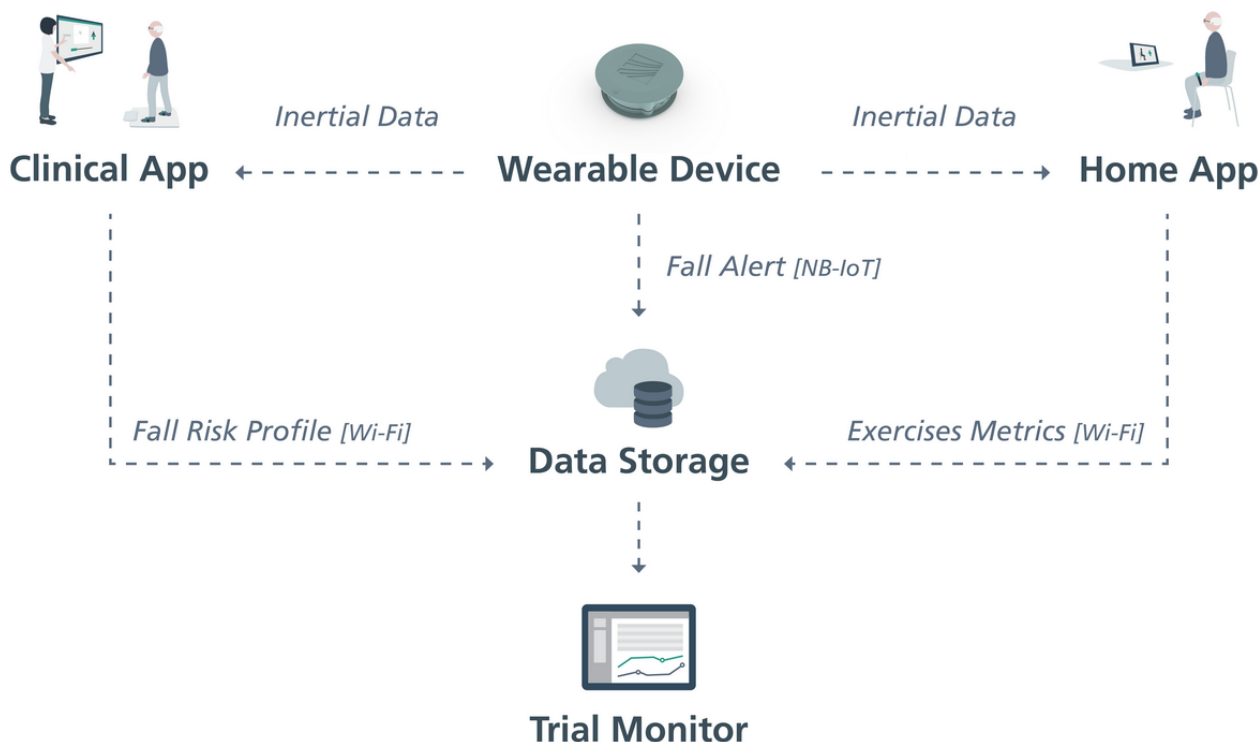 Inertial Data
Inertial Data
Clinical App
Wearable Device
Home App
Fall Alert [NB-IoT]
Fall Risk Profile [Wi-Fi]
Exercises Metrics [Wi-Fi]
Data Storage
Trial Monitor